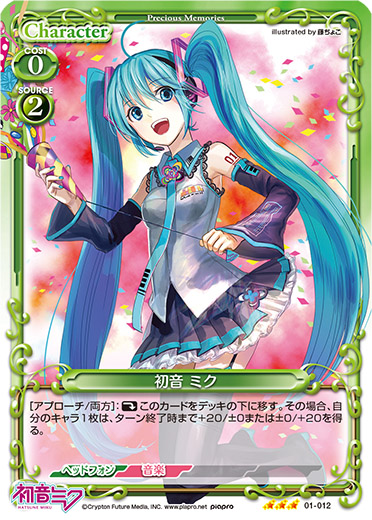 Precious Memories
Character
illustrated by 藤ちょこ
COST
0
SOURCE
2
01
初音 ミク
[アプローチ/両方]: このカードをデッキの下に移す。その場合、自
分のキャラ1枚は、ターン終了時まで+20/±0または±0/+20を得
る。
ヘッドフォン
音楽
初音ミク
HATSUNE MIKU
★★★ 01-012
©Crypton Future Media, INC. www.piapro.net piapro